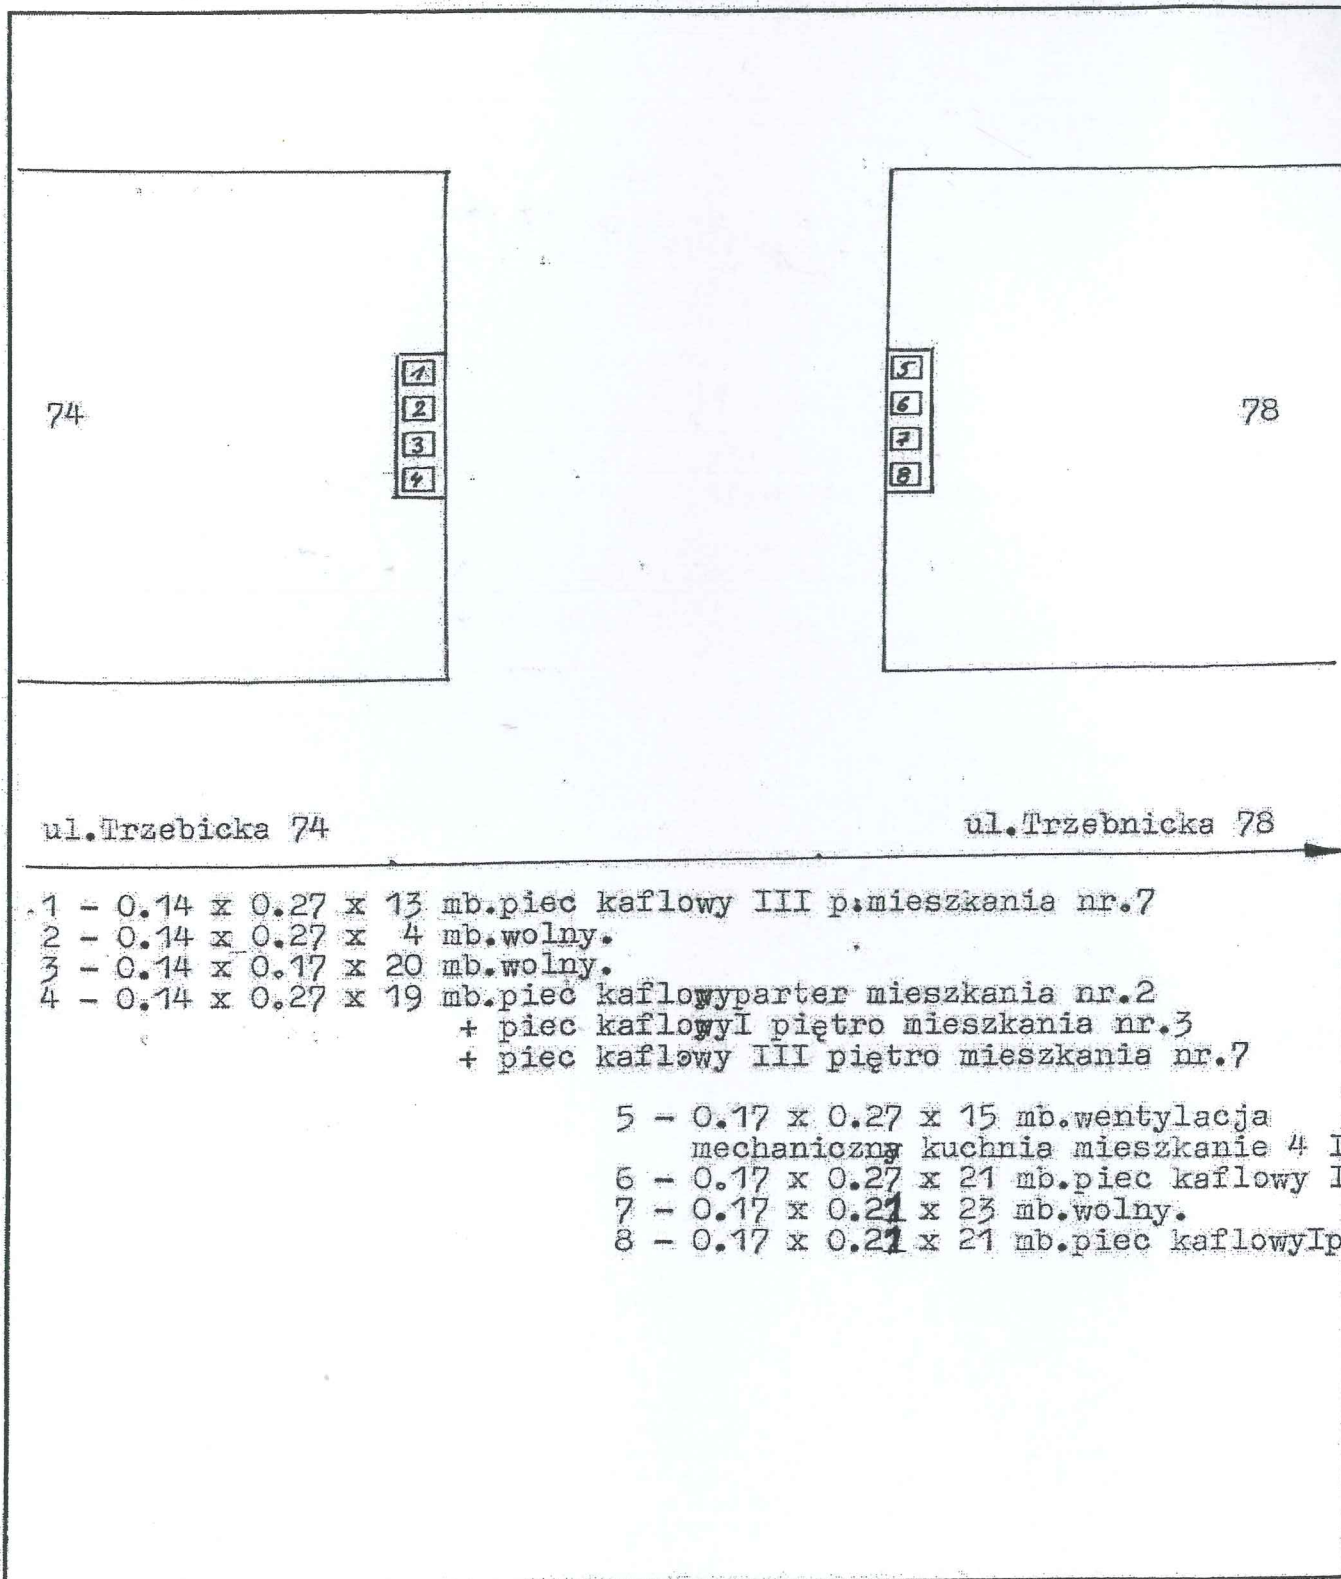 1
2
3
4
5
6
7
8
74
78
ul.Trzebicka 74
ul.Trzebnicka 78
1 - 0.14 x 0.27 x 13 mb.piec kaflowy III p.mieszkania nr.7
2 - 0.14 x 0.27 x 4 mb.wolny.
3 - 0.14 x 0.17 x 20 mb.wolny.
4 - 0.14 x 0.27 x 19 mb.piec kaflowyparter mieszkania nr.2
+ piec kaflowyI piętro mieszkania nr.3
+ piec kaflowy III piętro mieszkania nr.7
5 - 0.17 x 0.27 x 15 mb.wentylacja
mechaniczna kuchnia mieszkanie 4 I
6 - 0.17 x 0.27 x 21 mb.piec kaflowy I
7 - 0.17 x 0.21 x 23 mb.wolny.
8 - 0.17 x 0.21 x 21 mb.piec kaflowyIp